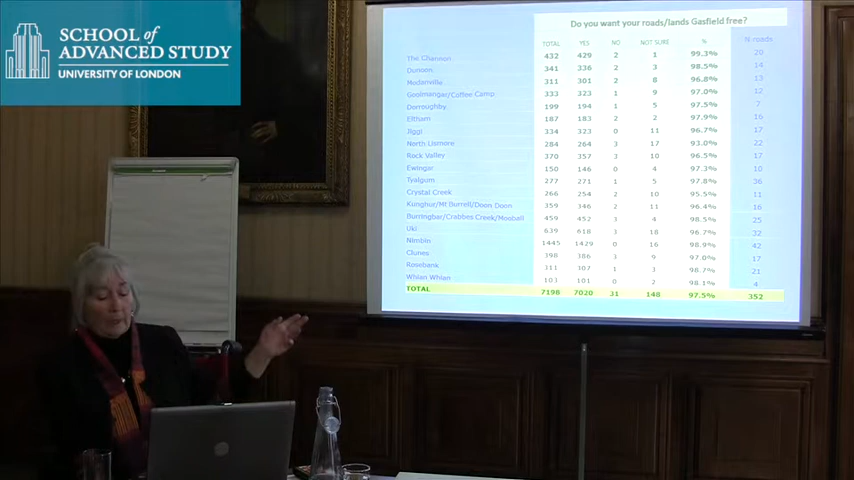 SCHOOL of
ADVANCED STUDY
UNIVERSITY OF LONDON
Do you want your roads/lands Gasfield free?
TOTAL YES NO NOT SURE % N roads
The Channon 432 429 2 1 99.3% 20
Dunoon 341 336 2 3 98.5% 14
Modanville 311 301 2 8 96.8% 13
Goolmangar/Coffee Camp 333 323 1 9 97.0% 12
Dorroughby 199 194 1 5 97.5% 7
Eltham 187 183 2 2 97.9% 16
Jiggi 334 323 0 11 96.7% 17
North Lismore 284 264 3 17 93.0% 22
Rock Valley 370 357 3 10 96.5% 17
Ewingar 150 146 0 4 97.3% 10
Tyalgum 277 271 1 5 97.8% 36
Crystal Creek 266 254 2 10 95.5% 11
Kunghur/Mt Burrell/Doon Doon 359 346 2 11 96.4% 16
Burringbar/Crabbes Creek/Mooball 459 452 3 4 98.5% 25
Uki 639 618 3 18 96.7% 32
Nimbin 1445 1429 0 16 98.9% 42
Clunes 398 386 3 9 17
Rosebank 311 307 1 3 98.7% 21
Whian Whian 103 101 0 2 98.1% 4
TOTAL 7198 7020 31 148 97.5% 352